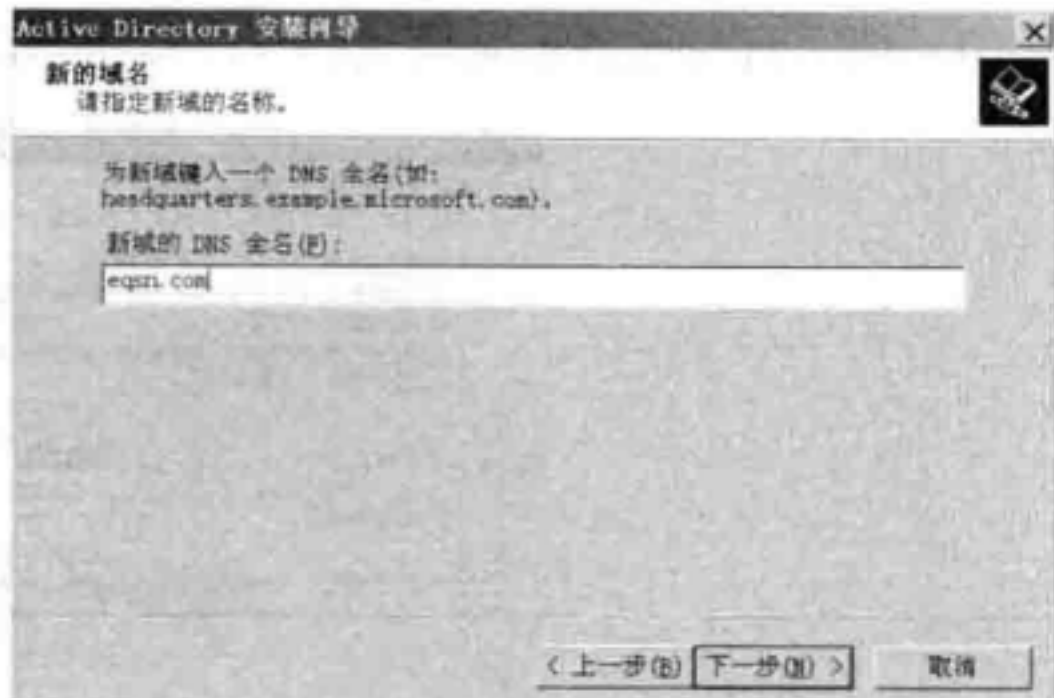 Active Directory 安装向导
新的域名
请指定新域的名称。
为新域键入一个 DNS 全名(如:
headquarters.example.microsoft.com)。
新域的 DNS 全名(F):
eqszi.com
< 上一步(B)
下一步(N) >
取消